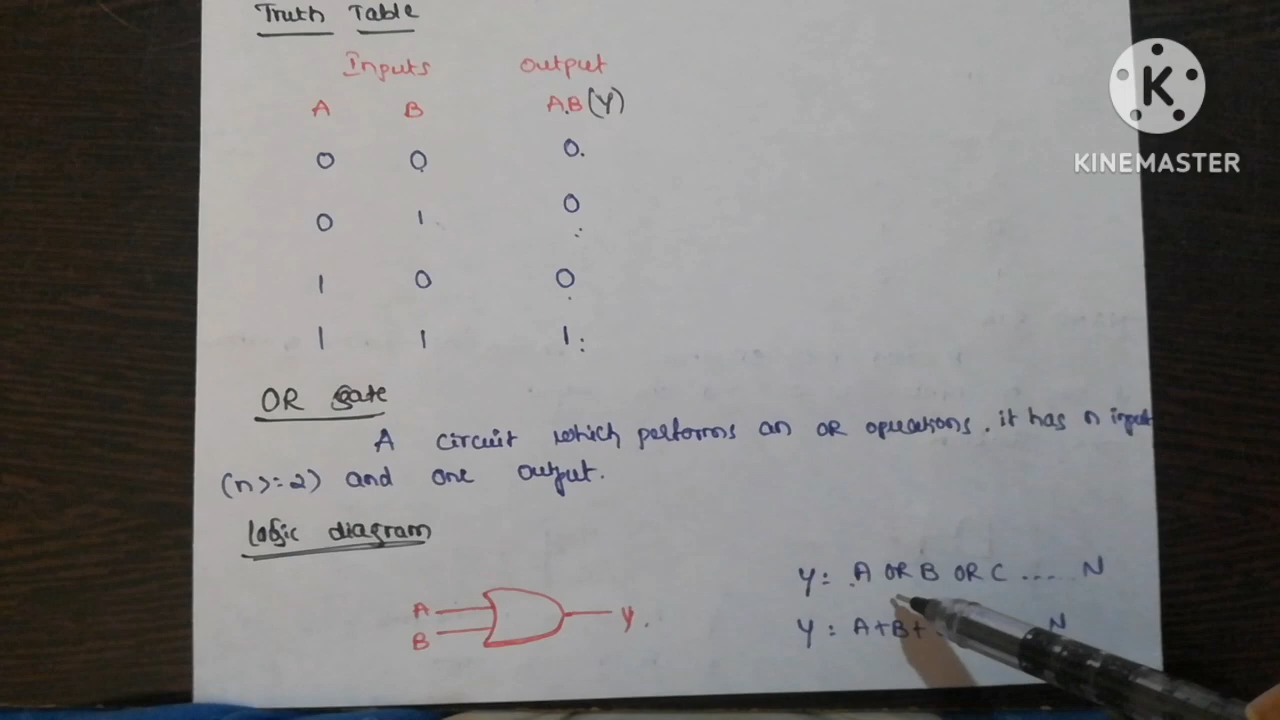 Truth Table
Inputs Output
A B A.B (Y)
0 0 0.
0 1 0
1 0 0
1 1 1
OR Gate
A circuit which performs an OR operations. it has n input
(n>=2) and one output.
Logic diagram
A
B
Y.
Y= A OR B OR C .... N
Y= A+B+ N
K
KINEMASTER